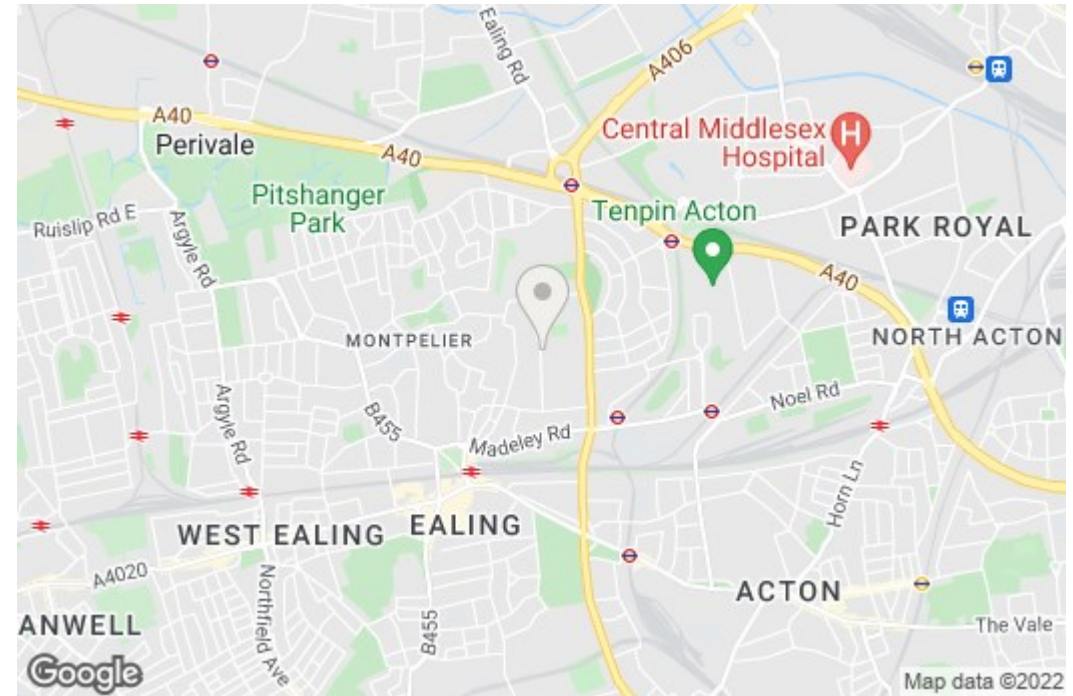 Ealing Rd
A406
A40
Perivale
A40
Central Middlesex
Hospital
H
Pitshanger
Park
Tenpin Acton
Ruislip Rd E
Argyle Rd
PARK ROYAL
A40
MONTPELIER
NORTH ACTON
Argyle Rd
B455
Noel Rd
Madeley Rd
Horn Ln
WEST EALING
EALING
A4020
Northfield Ave
B455
ACTON
ANWELL
The Vale
Google
Map data ©2022